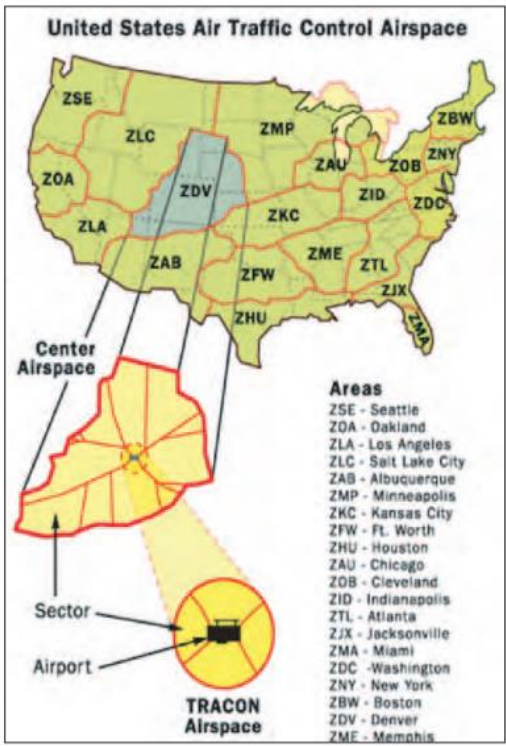 United States Air Traffic Control Airspace
ZSE
ZLC
ZMP
ZBW
ZAU
ZNY
ZOB
ZOA
ZDV
ZID
ZDC
ZKC
ZLA
ZME
ZAB
ZFW
ZTL
ZJX
ZHU
ZMA
Center
Airspace
Areas
ZSE - Seattle
ZOA - Oakland
ZLA - Los Angeles
ZLC - Salt Lake City
ZAB - Albuquerque
ZMP - Minneapolis
ZKC - Kansas City
ZFW - Ft. Worth
ZHU - Houston
ZAU - Chicago
ZOB - Cleveland
ZID - Indianapolis
ZTL - Atlanta
ZJX - Jacksonville
ZMA - Miami
ZDC -Washington
ZNY - New York
ZBW - Boston
ZDV - Denver
ZME - Memphis
Sector
Airport
TRACON
Airspace